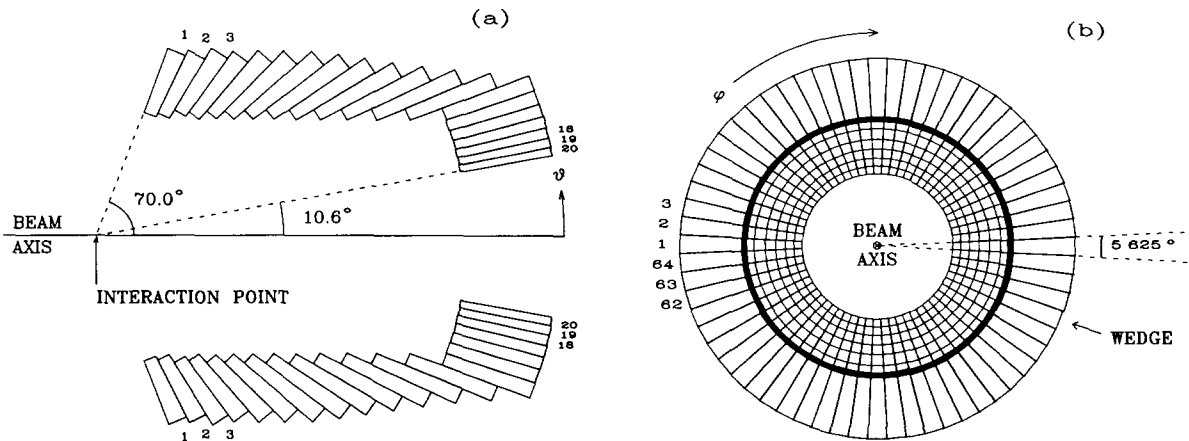 (a)
1 2 3
18
19
20
ϑ
70.0°
10.6°
BEAM
AXIS
INTERACTION POINT
20
19
18
1 2 3
(b)
φ
3
2
1
64
63
62
BEAM
AXIS
5 625°
WEDGE